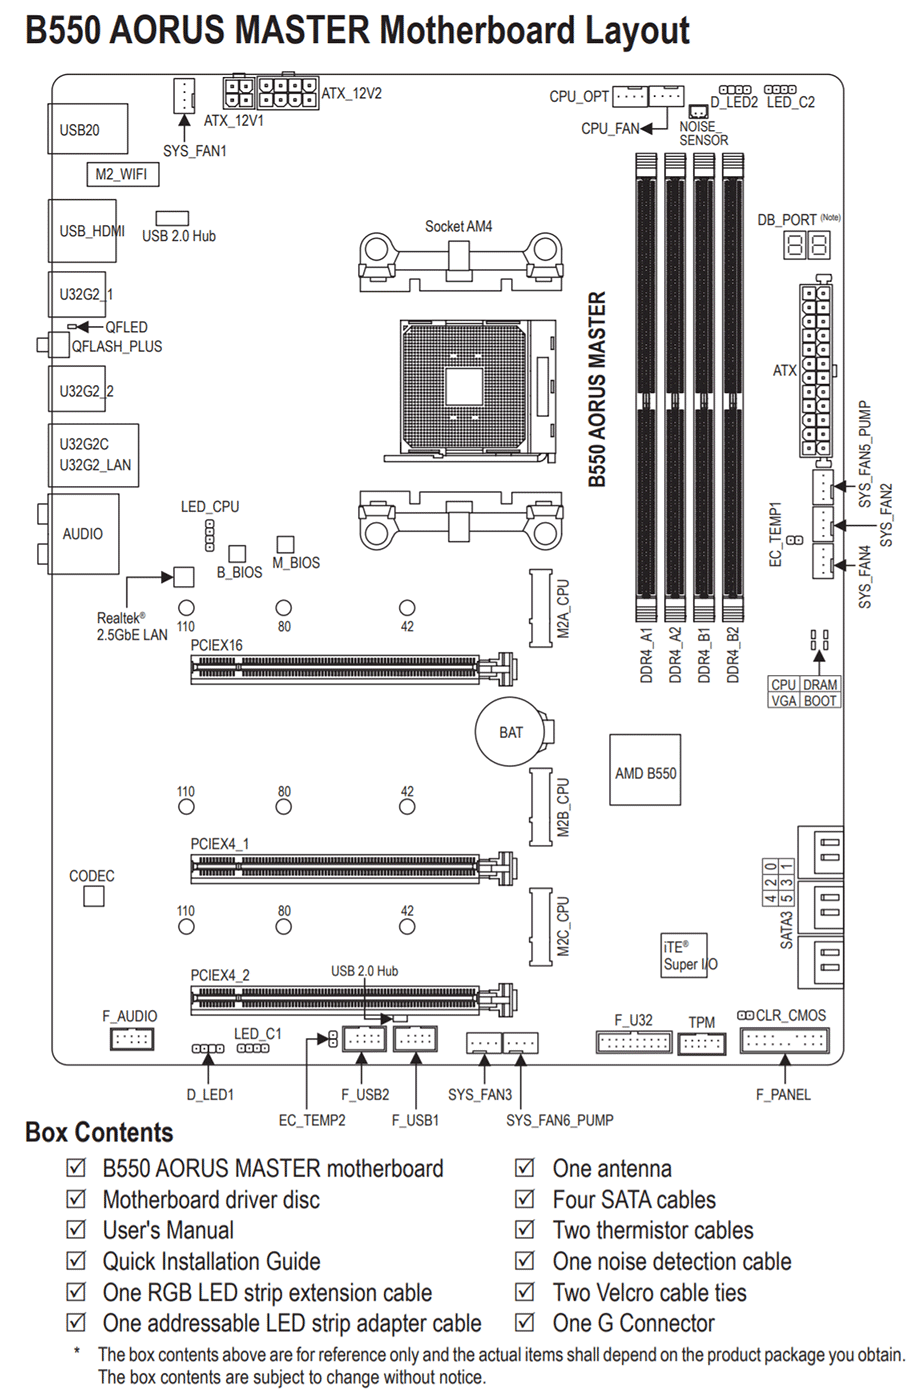 B550 AORUS MASTER Motherboard Layout
ATX_12V1
ATX_12V2
SYS_FAN1
CPU_OPT
CPU_FAN
D_LED2
LED_C2
NOISE_
SENSOR
USB20
M2_WIFI
USB_HDMI
USB 2.0 Hub
Socket AM4
DB_PORT (Note)
U32G2_1
QFLED
QFLASH_PLUS
U32G2_2
B550 AORUS MASTER
ATX
U32G2C
U32G2_LAN
SYS_FAN5_PUMP
SYS_FAN2
SYS_FAN4
EC_TEMP1
AUDIO
LED_CPU
B_BIOS
M_BIOS
Realtek®
2.5GbE LAN
110
80
42
M2A_CPU
DDR4_A1
DDR4_A2
DDR4_B1
DDR4_B2
PCIEX16
CPU DRAM
VGA BOOT
BAT
AMD B550
110
80
42
M2B_CPU
PCIEX4_1
CODEC
110
80
42
M2C_CPU
4 2 0
5 3 1
SATA3
iTE®
Super I/O
PCIEX4_2
USB 2.0 Hub
F_AUDIO
LED_C1
F_U32
TPM
CLR_CMOS
D_LED1
EC_TEMP2
F_USB2
F_USB1
SYS_FAN3
SYS_FAN6_PUMP
F_PANEL
Box Contents
B550 AORUS MASTER motherboard
Motherboard driver disc
User's Manual
Quick Installation Guide
One RGB LED strip extension cable
One addressable LED strip adapter cable
One antenna
Four SATA cables
Two thermistor cables
One noise detection cable
Two Velcro cable ties
One G Connector
* The box contents above are for reference only and the actual items shall depend on the product package you obtain.
The box contents are subject to change without notice.